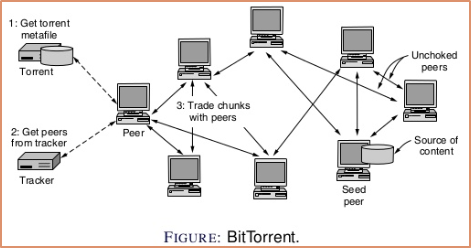 1: Get torrent
metafile
Torrent
2: Get peers
from tracker
Tracker
Peer
3: Trade chunks
with peers
Unchoked
peers
Source of
content
Seed
peer
FIGURE: BitTorrent.